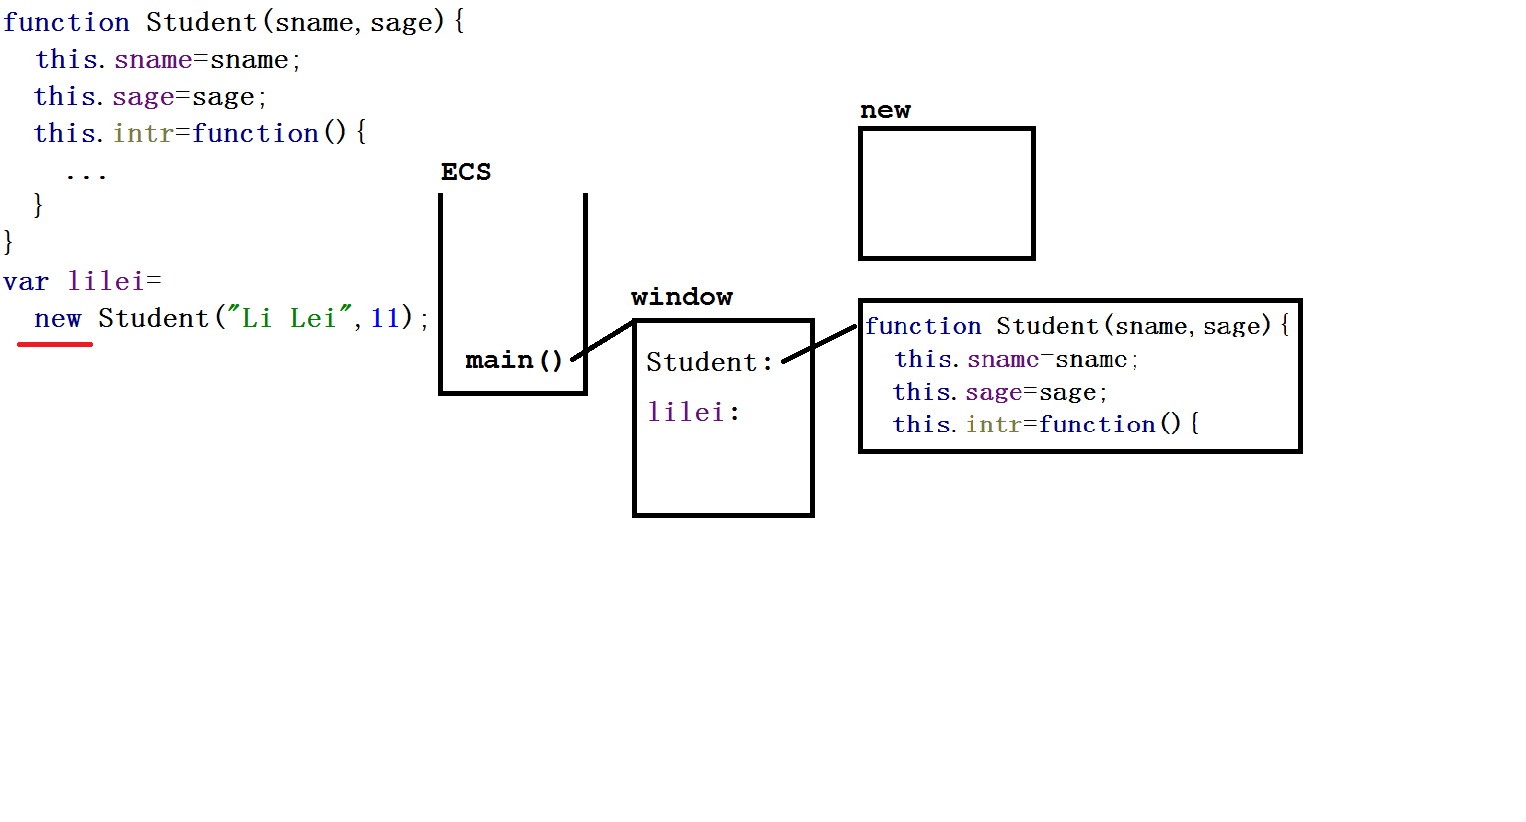 function Student(sname,sage){
this.sname=sname;
this.sage=sage;
this.intr=function(){
...
}
}
var lilei=
new Student("Li Lei",11);
ECS
main()
window
Student:
lilei:
new
function Student(sname,sage){
this.sname=sname;
this.sage=sage;
this.intr=function(){